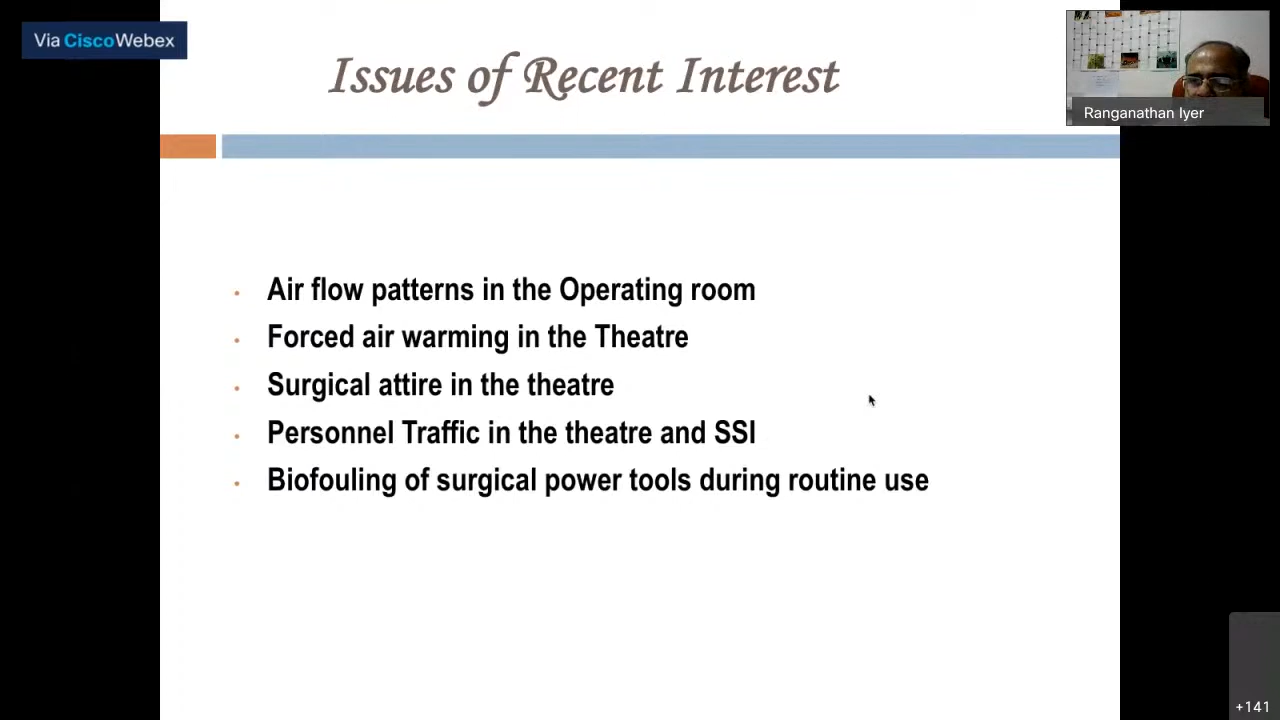 Via CiscoWebex
Issues of Recent Interest
Ranganathan Iyer
• Air flow patterns in the Operating room
• Forced air warming in the Theatre
• Surgical attire in the theatre
• Personnel Traffic in the theatre and SSI
• Biofouling of surgical power tools during routine use
+141